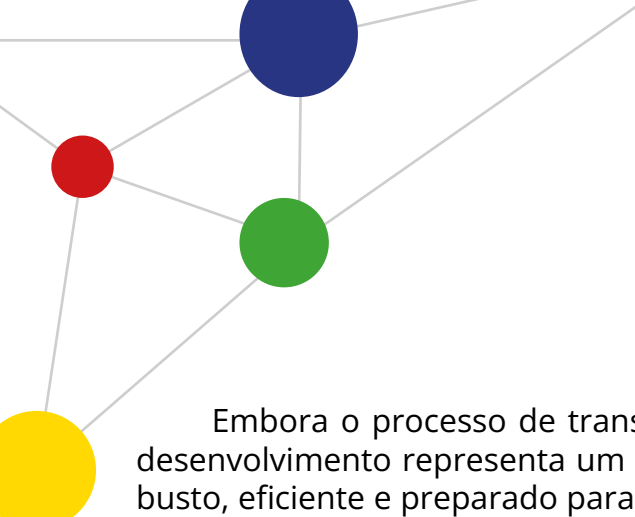 Embora o processo de trans
desenvolvimento representa um
busto, eficiente e preparado para